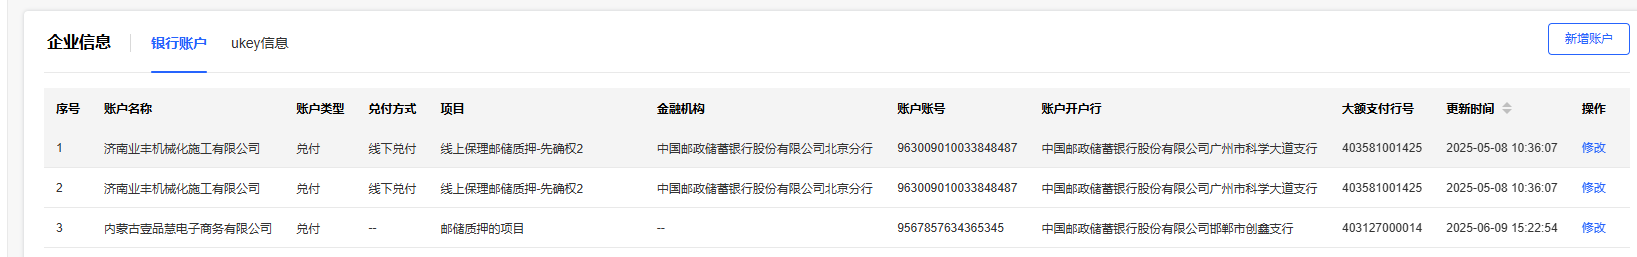 企业信息 银行账户 ukey信息 新增账户
序号 账户名称 账户类型 兑付方式 项目 金融机构 账户账号 账户开户行 大额支付行号 更新时间 操作
1 济南业丰机械化施工有限公司 兑付 线下兑付 线上保理邮储质押-先确权2 中国邮政储蓄银行股份有限公司北京分行 963009010033848487 中国邮政储蓄银行股份有限公司广州市科学大道支行 403581001425 2025-05-08 10:36:07 修改
2 济南业丰机械化施工有限公司 兑付 线下兑付 线上保理邮储质押-先确权2 中国邮政储蓄银行股份有限公司北京分行 963009010033848487 中国邮政储蓄银行股份有限公司广州市科学大道支行 403581001425 2025-05-08 10:36:07 修改
3 内蒙古壹品慧电子商务有限公司 兑付 -- 邮储质押的项目 -- 9567857634365345 中国邮政储蓄银行股份有限公司邯郸市创鑫支行 403127000014 2025-06-09 15:22:54 修改